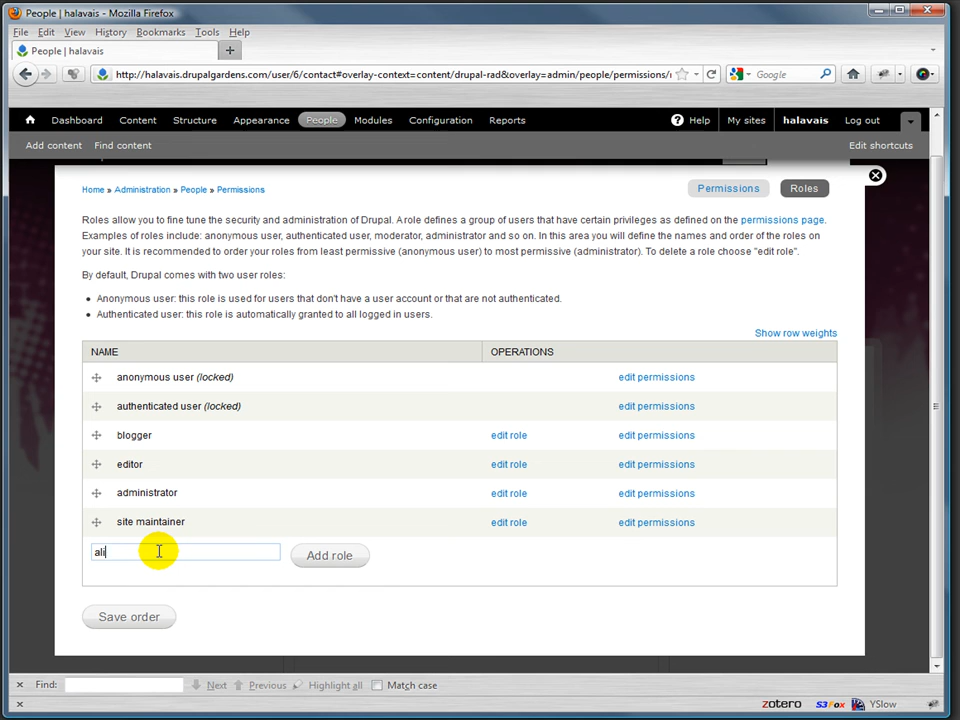 People | halavais - Mozilla Firefox
File Edit View History Bookmarks Tools Help
People | halavais
http://halavais.drupalgardens.com/user/6/contact#overlay-context=content/drupal-rad&overlay=admin/people/permissions/r
Google
Dashboard Content Structure Appearance People Modules Configuration Reports Help My sites halavais Log out
Add content Find content Edit shortcuts
Home » Administration » People » Permissions
Permissions Roles
Roles allow you to fine tune the security and administration of Drupal. A role defines a group of users that have certain privileges as defined on the permissions page.
Examples of roles include: anonymous user, authenticated user, moderator, administrator and so on. In this area you will define the names and order of the roles on
your site. It is recommended to order your roles from least permissive (anonymous user) to most permissive (administrator). To delete a role choose "edit role".
By default, Drupal comes with two user roles:
Anonymous user: this role is used for users that don't have a user account or that are not authenticated.
Authenticated user: this role is automatically granted to all logged in users.
Show row weights
NAME OPERATIONS
anonymous user (locked) edit permissions
authenticated user (locked) edit permissions
blogger edit role edit permissions
editor edit role edit permissions
administrator edit role edit permissions
site maintainer edit role edit permissions
ali Add role
Save order
Find: Next Previous Highlight all Match case
zotero S3Fox YSlow